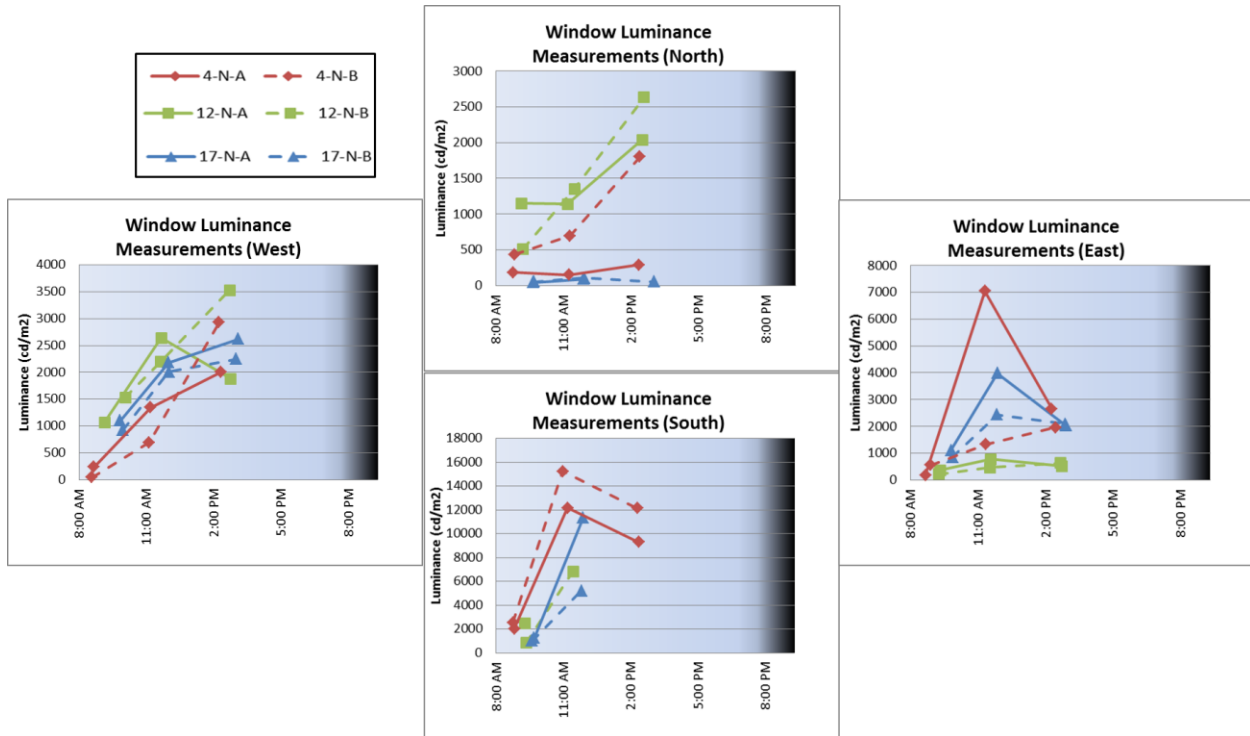 4-N-A 4-N-B
12-N-A 12-N-B
17-N-A 17-N-B
Window Luminance
Measurements (North)
Luminance (cd/m2)
3000
2500
2000
1500
1000
500
0
8:00 AM
11:00 AM
2:00 PM
5:00 PM
8:00 PM
Window Luminance
Measurements (West)
Luminance (cd/m2)
4000
3500
3000
2500
2000
1500
1000
500
0
8:00 AM
11:00 AM
2:00 PM
5:00 PM
8:00 PM
Window Luminance
Measurements (East)
Luminance (cd/m2)
8000
7000
6000
5000
4000
3000
2000
1000
0
8:00 AM
11:00 AM
2:00 PM
5:00 PM
8:00 PM
Window Luminance
Measurements (South)
Luminance (cd/m2)
18000
16000
14000
12000
10000
8000
6000
4000
2000
0
8:00 AM
11:00 AM
2:00 PM
5:00 PM
8:00 PM